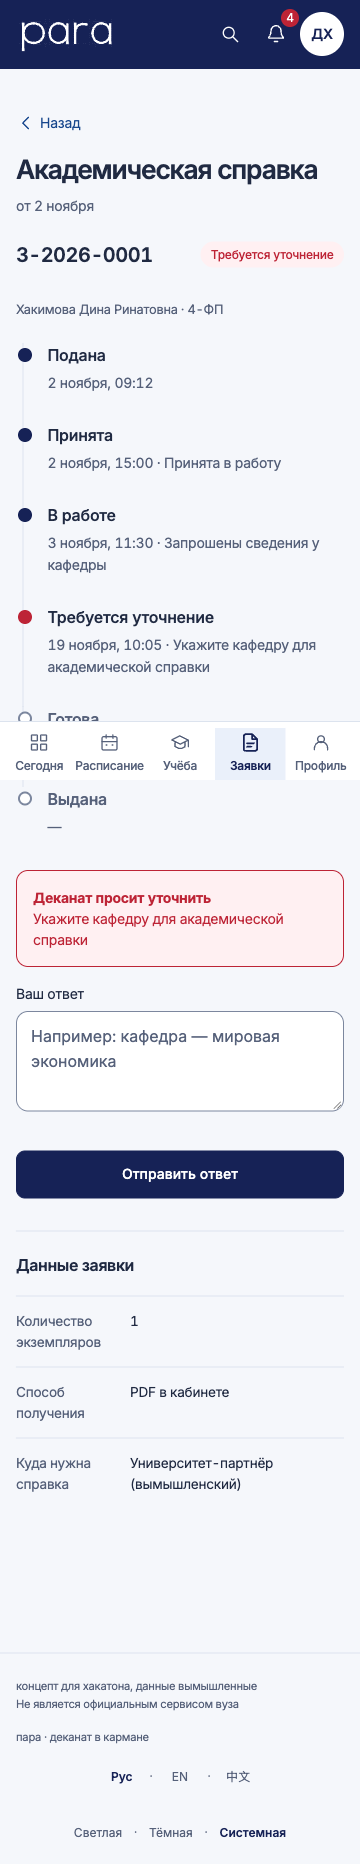 para
4
ДХ
Назад
Академическая справка
от 2 ноября
3-2026-0001
Требуется уточнение
Хакимова Дина Ринатовна · 4-ФП
Подана
2 ноября, 09:12
Принята
2 ноября, 15:00 · Принята в работу
В работе
3 ноября, 11:30 · Запрошены сведения у
кафедры
Требуется уточнение
19 ноября, 10:05 · Укажите кафедру для
академической справки
Готова
Сегодня
Расписание
Учёба
Заявки
Профиль
Выдана
—
Деканат просит уточнить
Укажите кафедру для академической
справки
Ваш ответ
Например: кафедра — мировая
экономика
Отправить ответ
Данные заявки
Количество
экземпляров
1
Способ
получения
PDF в кабинете
Куда нужна
справка
Университет-партнёр
(вымышленский)
концепт для хакатона, данные вымышленные
Не является официальным сервисом вуза
пара · деканат в кармане
Рус · EN · 中文
Светлая · Тёмная · Системная